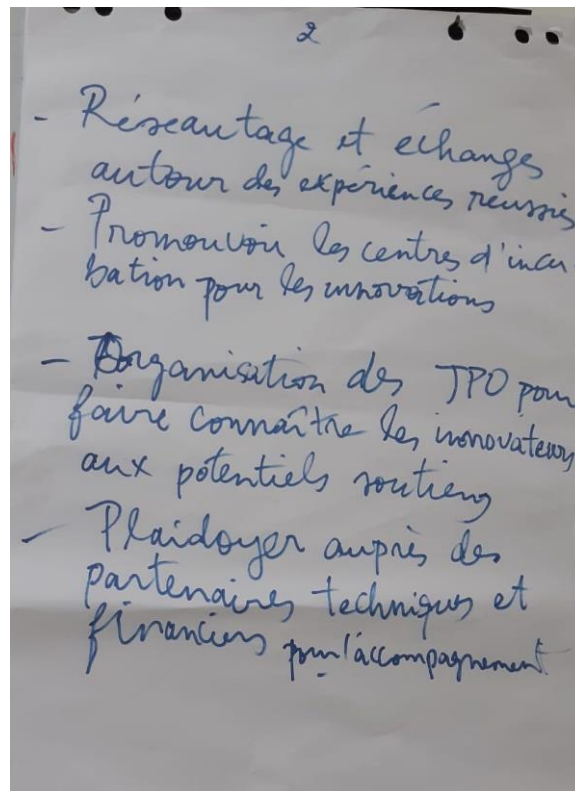 2
- Réseautage et échanges
autour des expériences réussies
- Promouvoir les centres d'incu
bation pour les innovations
- Organisation des JPO pour
faire connaître les innovateurs
aux potentiels soutiens
- Plaidoyer auprès des
partenaires techniques et
financiers pour l'accompagnement